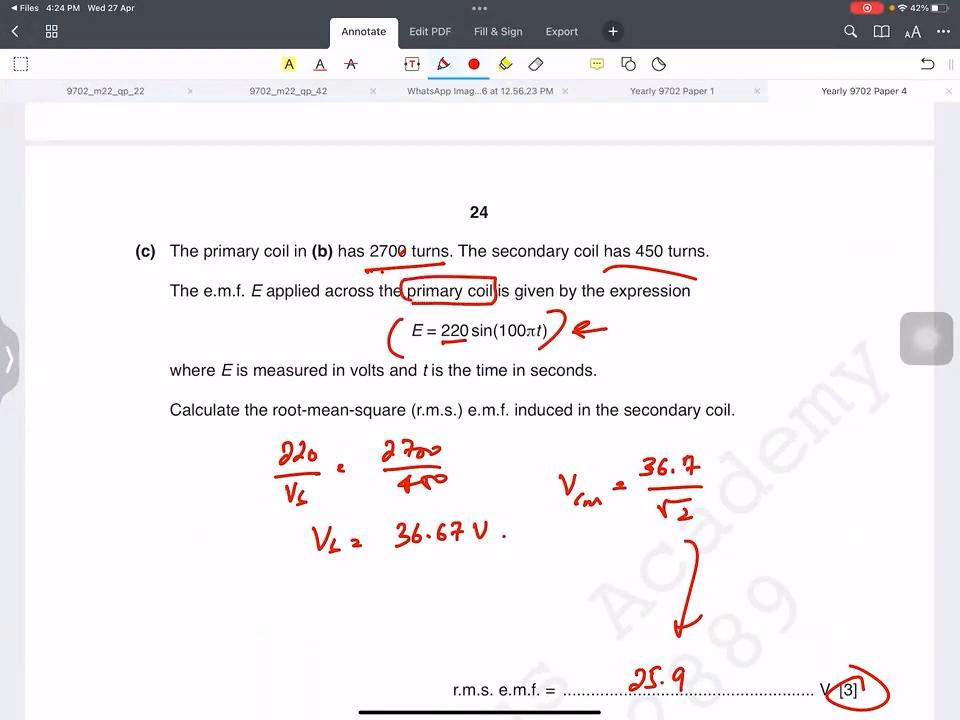 Files 4:24 PM Wed 27 Apr 42%
Annotate Edit PDF Fill & Sign Export
9702_m22_qp_22 × 9702_m22_qp_42 × WhatsApp Imag...6 at 12.56.23 PM × Yearly 9702 Paper 1 × Yearly 9702 Paper 4 ×
24
(c) The primary coil in (b) has 2700 turns. The secondary coil has 450 turns.
The e.m.f. E applied across the primary coil is given by the expression
E = 220 sin(100πt)
where E is measured in volts and t is the time in seconds.
Calculate the root-mean-square (r.m.s.) e.m.f. induced in the secondary coil.
220/Vs = 2700/450
Vs = 36.67 V.
Vrms = 36.7/√2
25.9
r.m.s. e.m.f. = ...................................................... V [3]
s Academy
2889